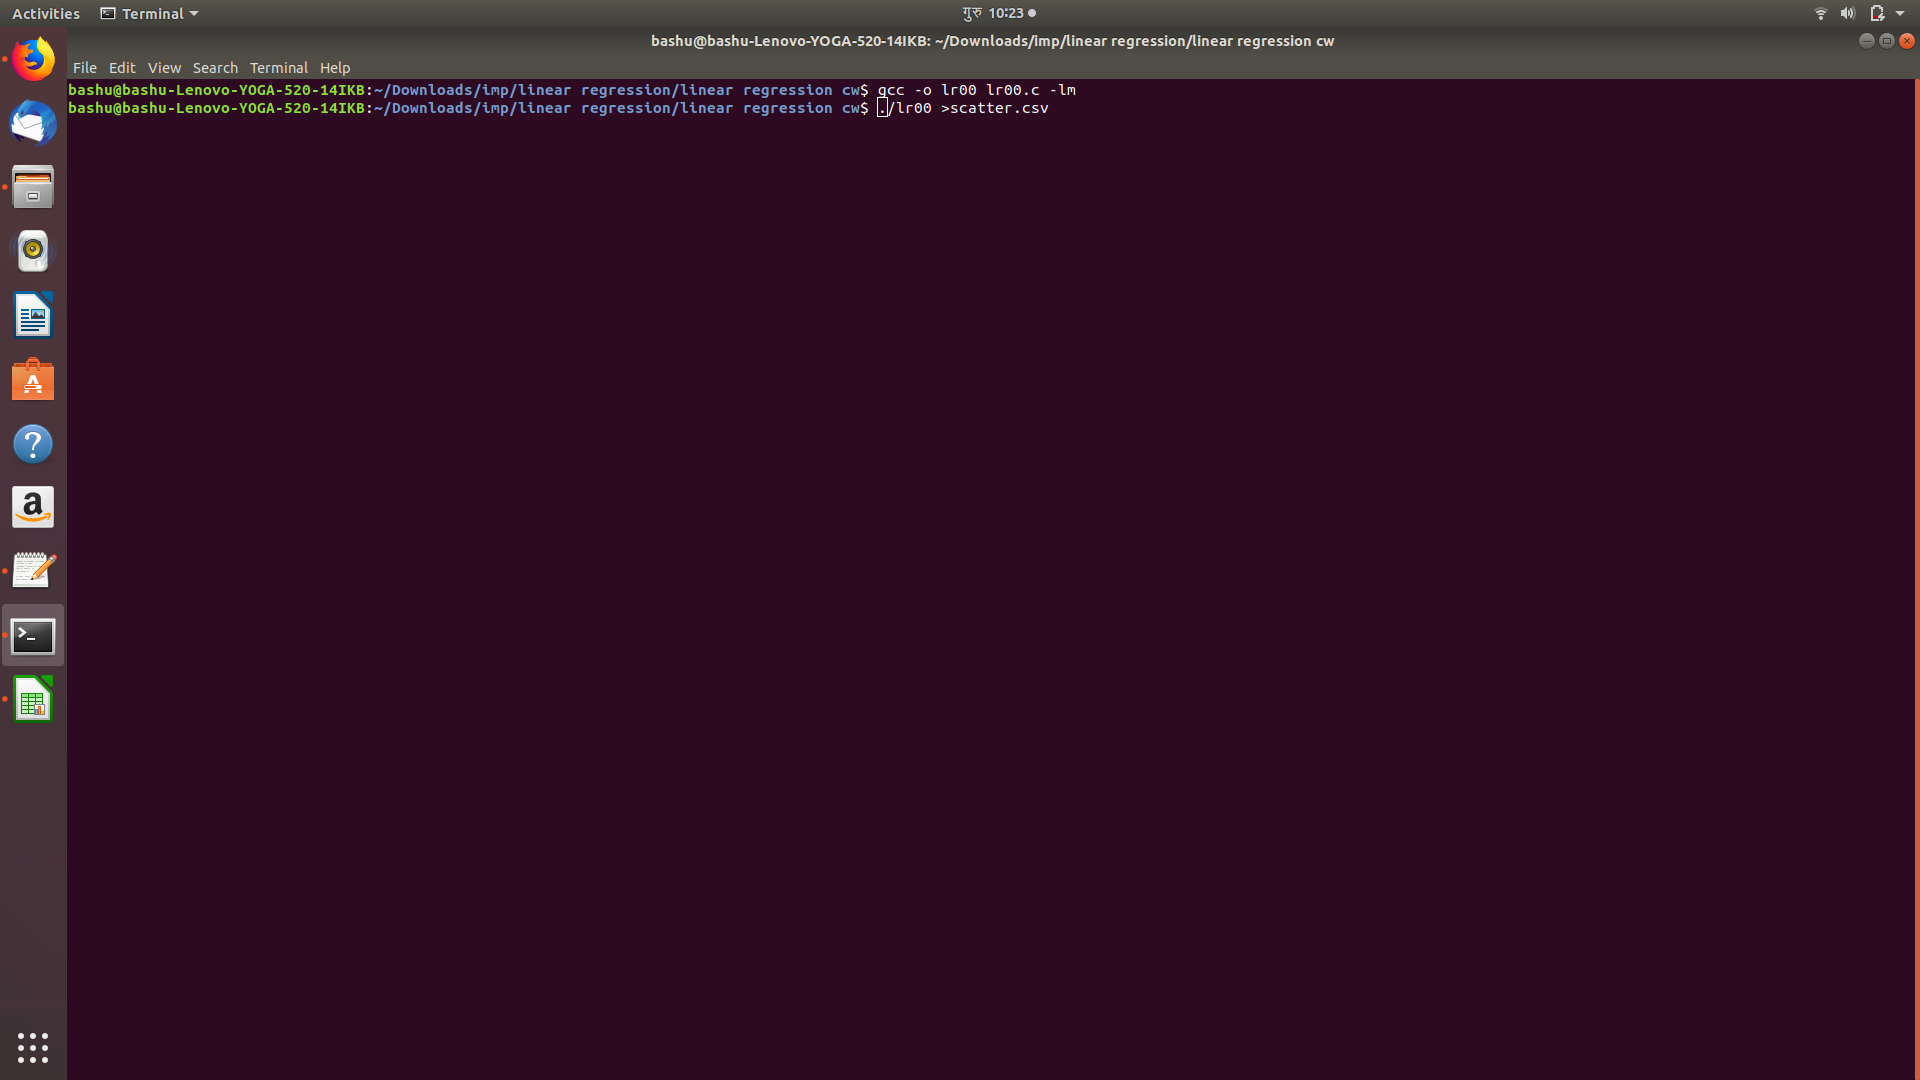 Activities
Terminal
गुरु 10:23
bashu@bashu-Lenovo-YOGA-520-14IKB: ~/Downloads/imp/linear regression/linear regression cw
File Edit View Search Terminal Help
bashu@bashu-Lenovo-YOGA-520-14IKB:~/Downloads/imp/linear regression/linear regression cw$ gcc -o lr00 lr00.c -lm
bashu@bashu-Lenovo-YOGA-520-14IKB:~/Downloads/imp/linear regression/linear regression cw$ ./lr00 >scatter.csv